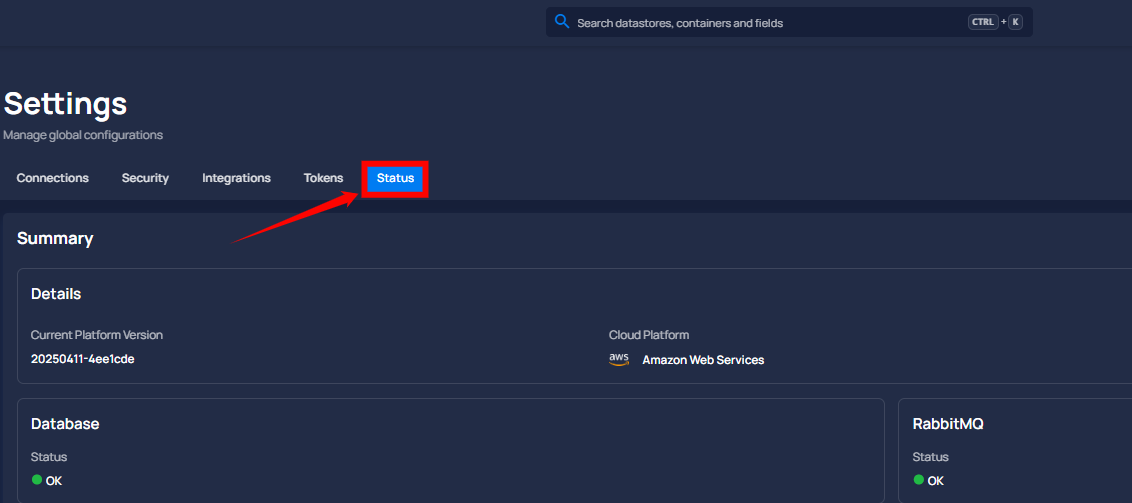 Search datastores, containers and fields CTRL + K
Settings
Manage global configurations
Connections Security Integrations Tokens Status
Summary
Details
Current Platform Version Cloud Platform
20250411-4ee1cde aws Amazon Web Services
Database RabbitMQ
Status Status
OK OK